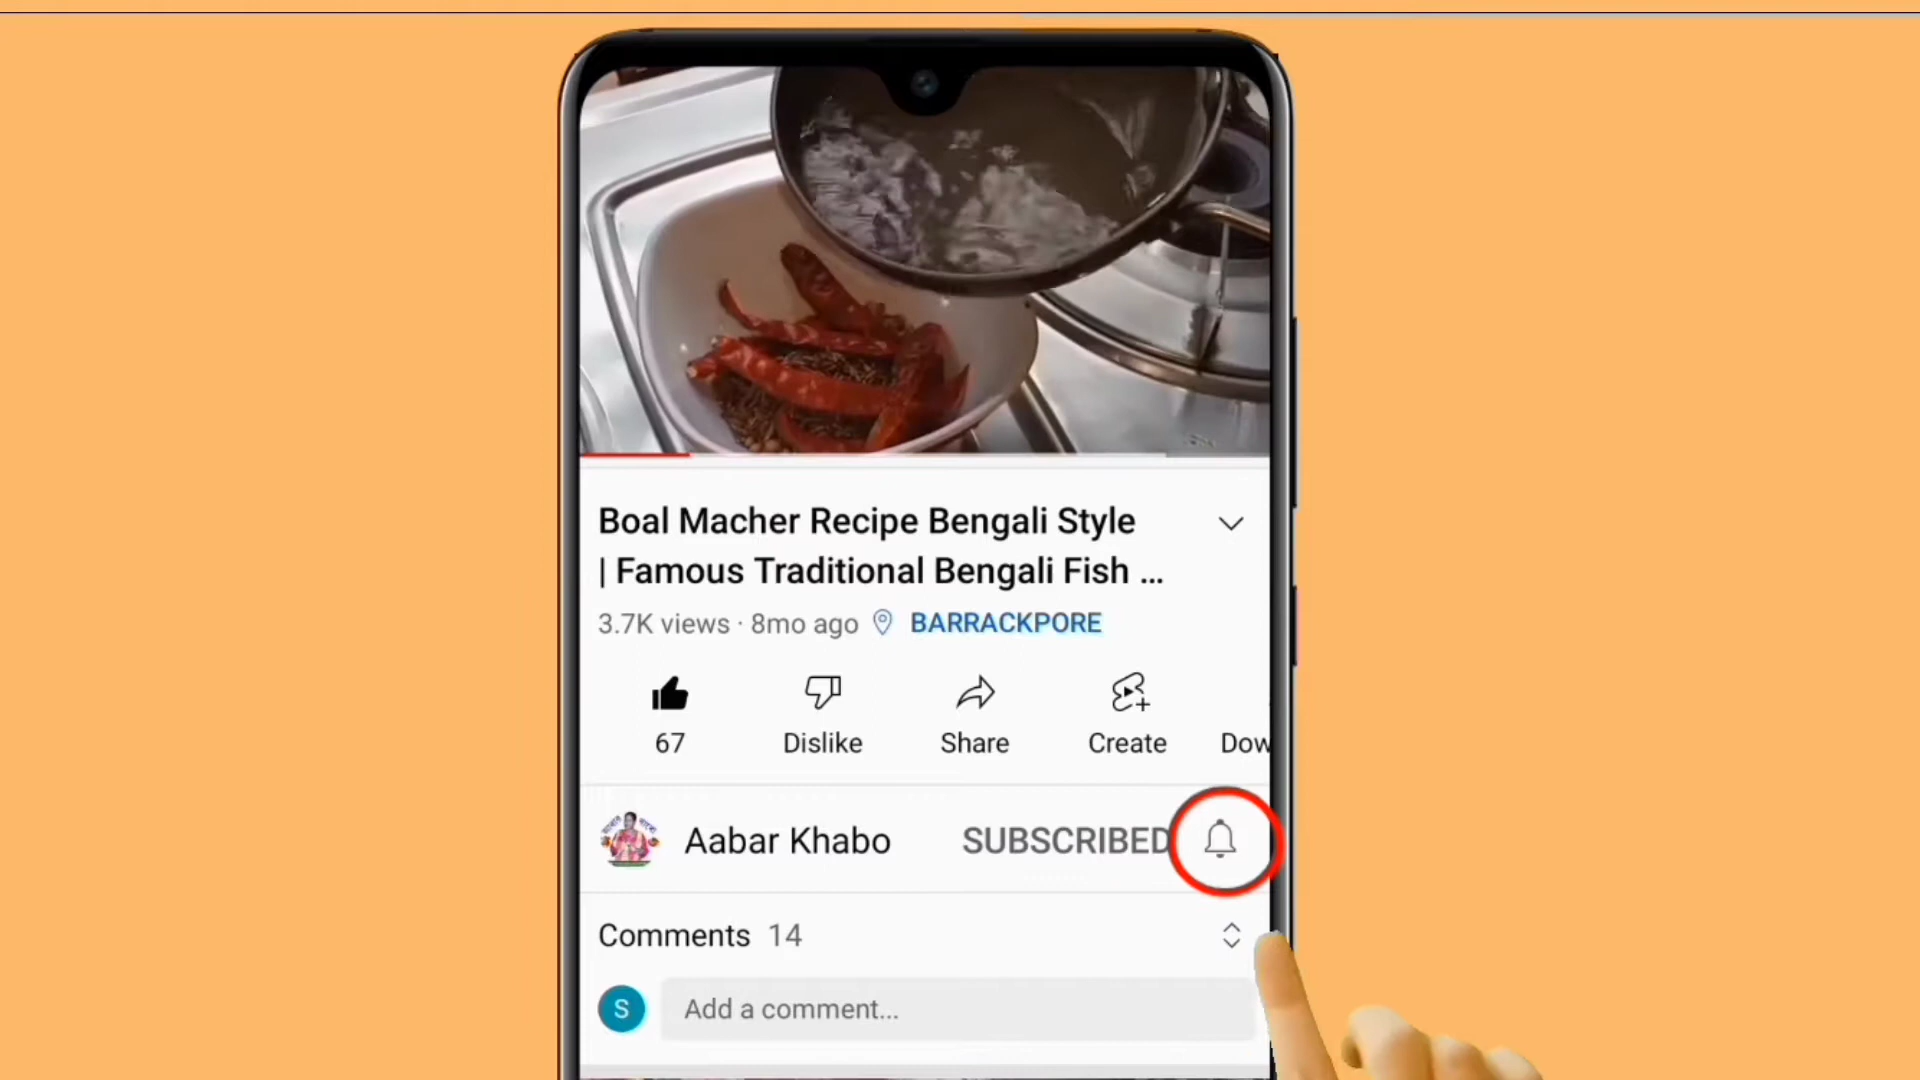 Boal Macher Recipe Bengali Style
| Famous Traditional Bengali Fish ...
3.7K views · 8mo ago BARRACKPORE
67 Dislike Share Create Dow
Aabar Khabo SUBSCRIBED
Comments 14
S Add a comment...